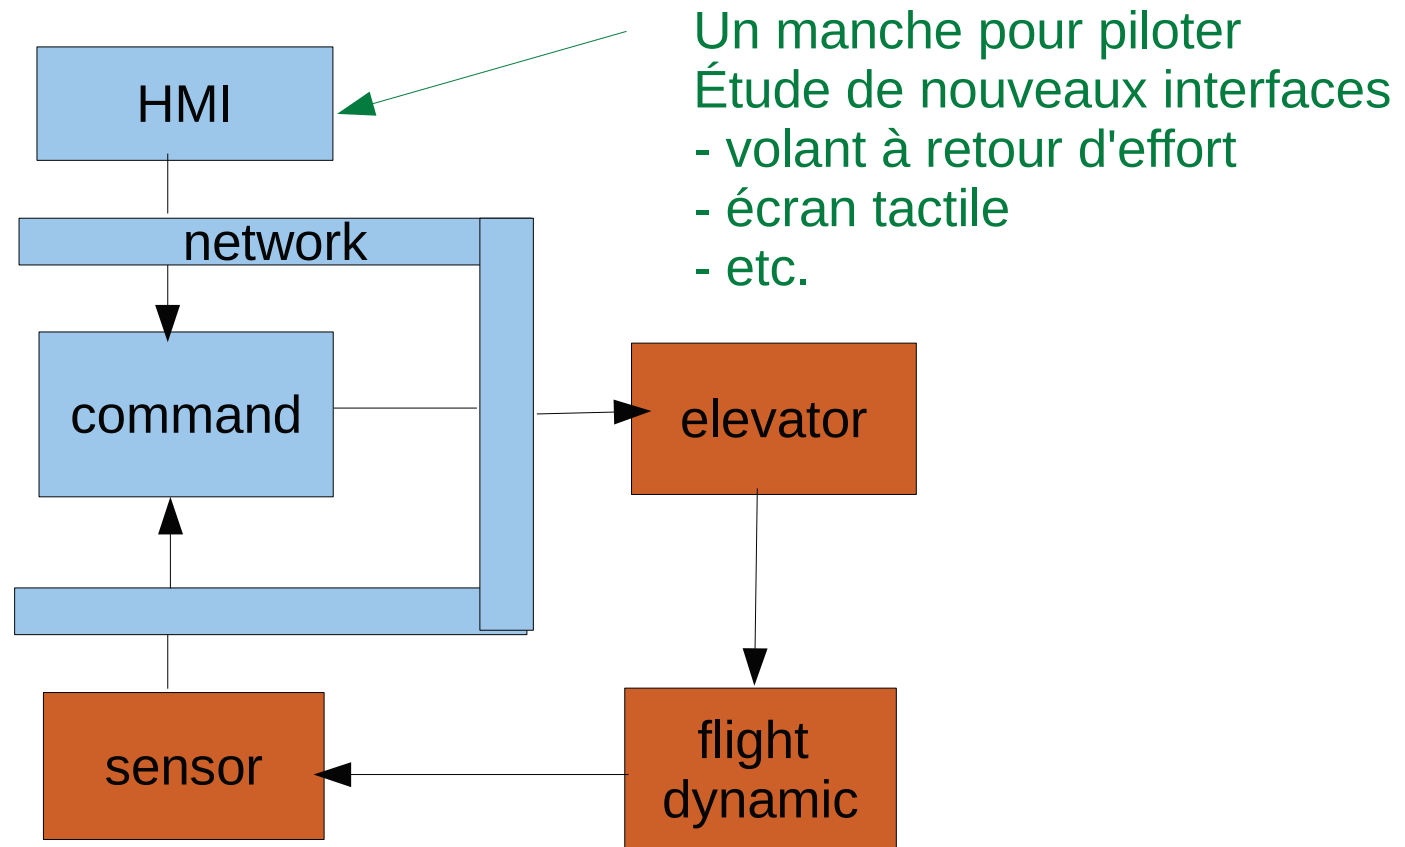 Un manche pour piloter
Étude de nouveaux interfaces
- volant à retour d'effort
- écran tactile
- etc.
HMI
network
command
elevator
sensor
flight
dynamic